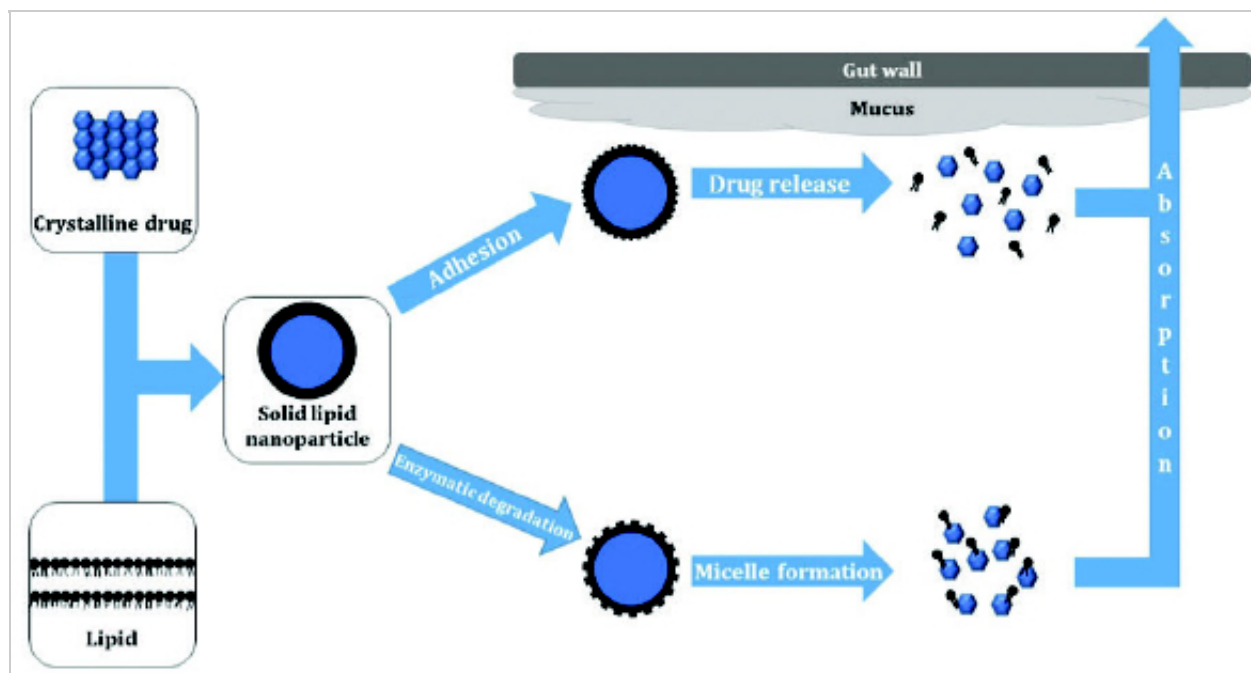 Gut wall
Mucus
Crystalline drug
Adhesion
Drug release
Absorption
Solid lipid
nanoparticle
Enzymatic degradation
Micelle formation
Lipid